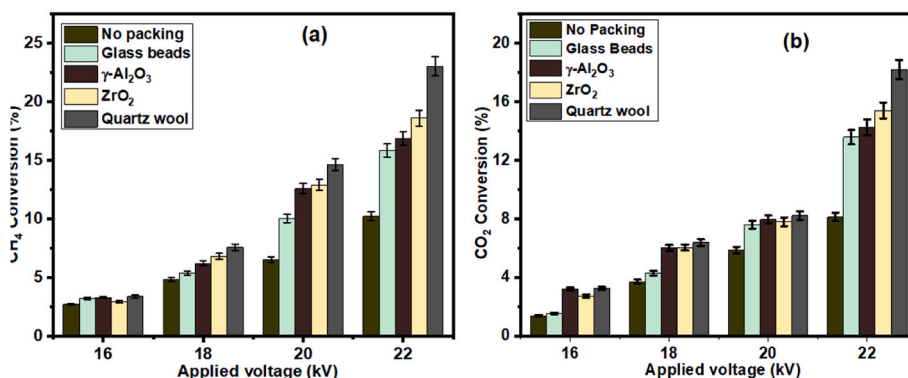 (a)
No packing
Glass beads
γ-Al₂O₃
ZrO₂
Quartz wool
25
20
15
10
5
0
CH₄ Conversion (%)
16 18 20 22
Applied voltage (kV)
(b)
No Packing
Glass Beads
γ-Al₂O₃
ZrO₂
Quartz wool
20
16
12
8
4
0
CO₂ Conversion (%)
16 18 20 22
Applied voltage (kV)